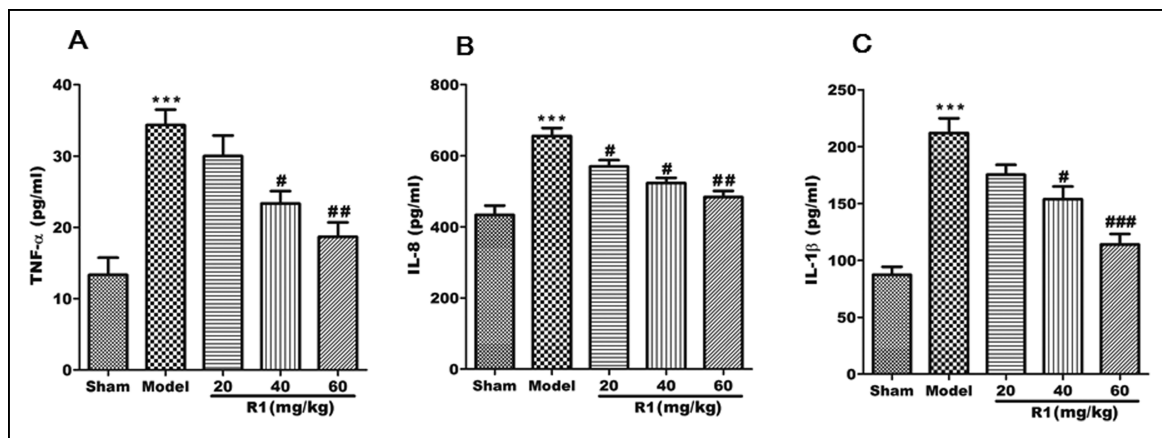 A
TNF-α (pg/ml)
40
30
20
10
0
***
#
##
Sham Model 20 40 60
R1(mg/kg)
B
IL-8 (pg/ml)
800
600
400
200
0
***
#
#
##
Sham Model 20 40 60
R1(mg/kg)
C
IL-1β (pg/ml)
250
200
150
100
50
0
***
#
###
Sham Model 20 40 60
R1(mg/kg)